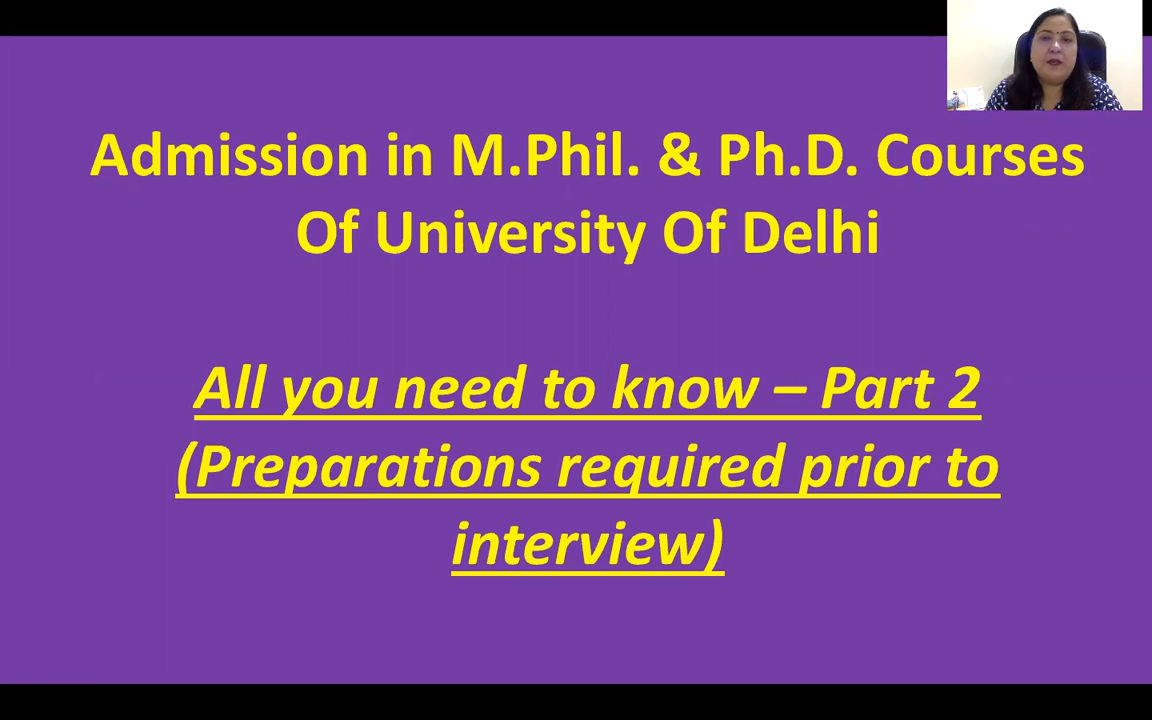 Admission in M.Phil. & Ph.D. Courses
Of University Of Delhi
All you need to know – Part 2
(Preparations required prior to
interview)